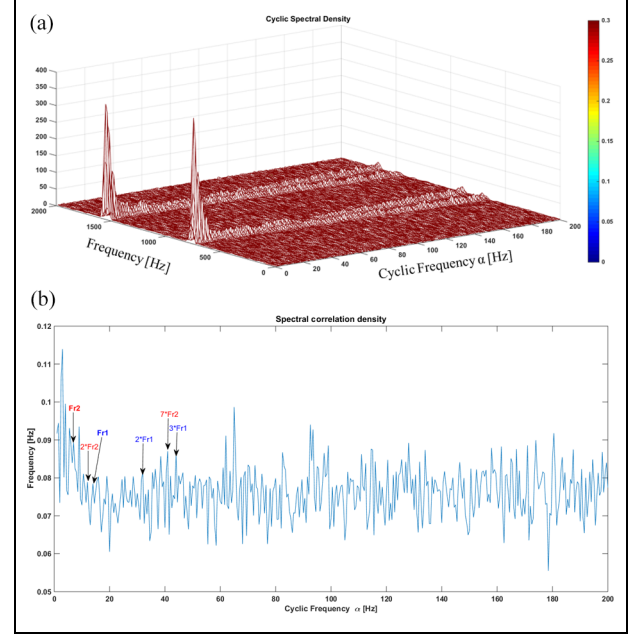 (a)
Cyclic Spectral Density
400
350
300
250
200
150
100
50
0
2000
1500
1000
500
0
Frequency [Hz]
0
20
40
60
80
100
120
140
160
180
200
Cyclic Frequency α [Hz]
0.3
0.25
0.2
0.15
0.1
0.05
0
(b)
Spectral correlation density
0.12
0.11
0.1
0.09
0.08
0.07
0.06
0.05
Frequency [Hz]
Fr2
2*Fr2
Fr1
2*Fr1
7*Fr2
3*Fr1
0 20 40 60 80 100 120 140 160 180 200
Cyclic Frequency α [Hz]